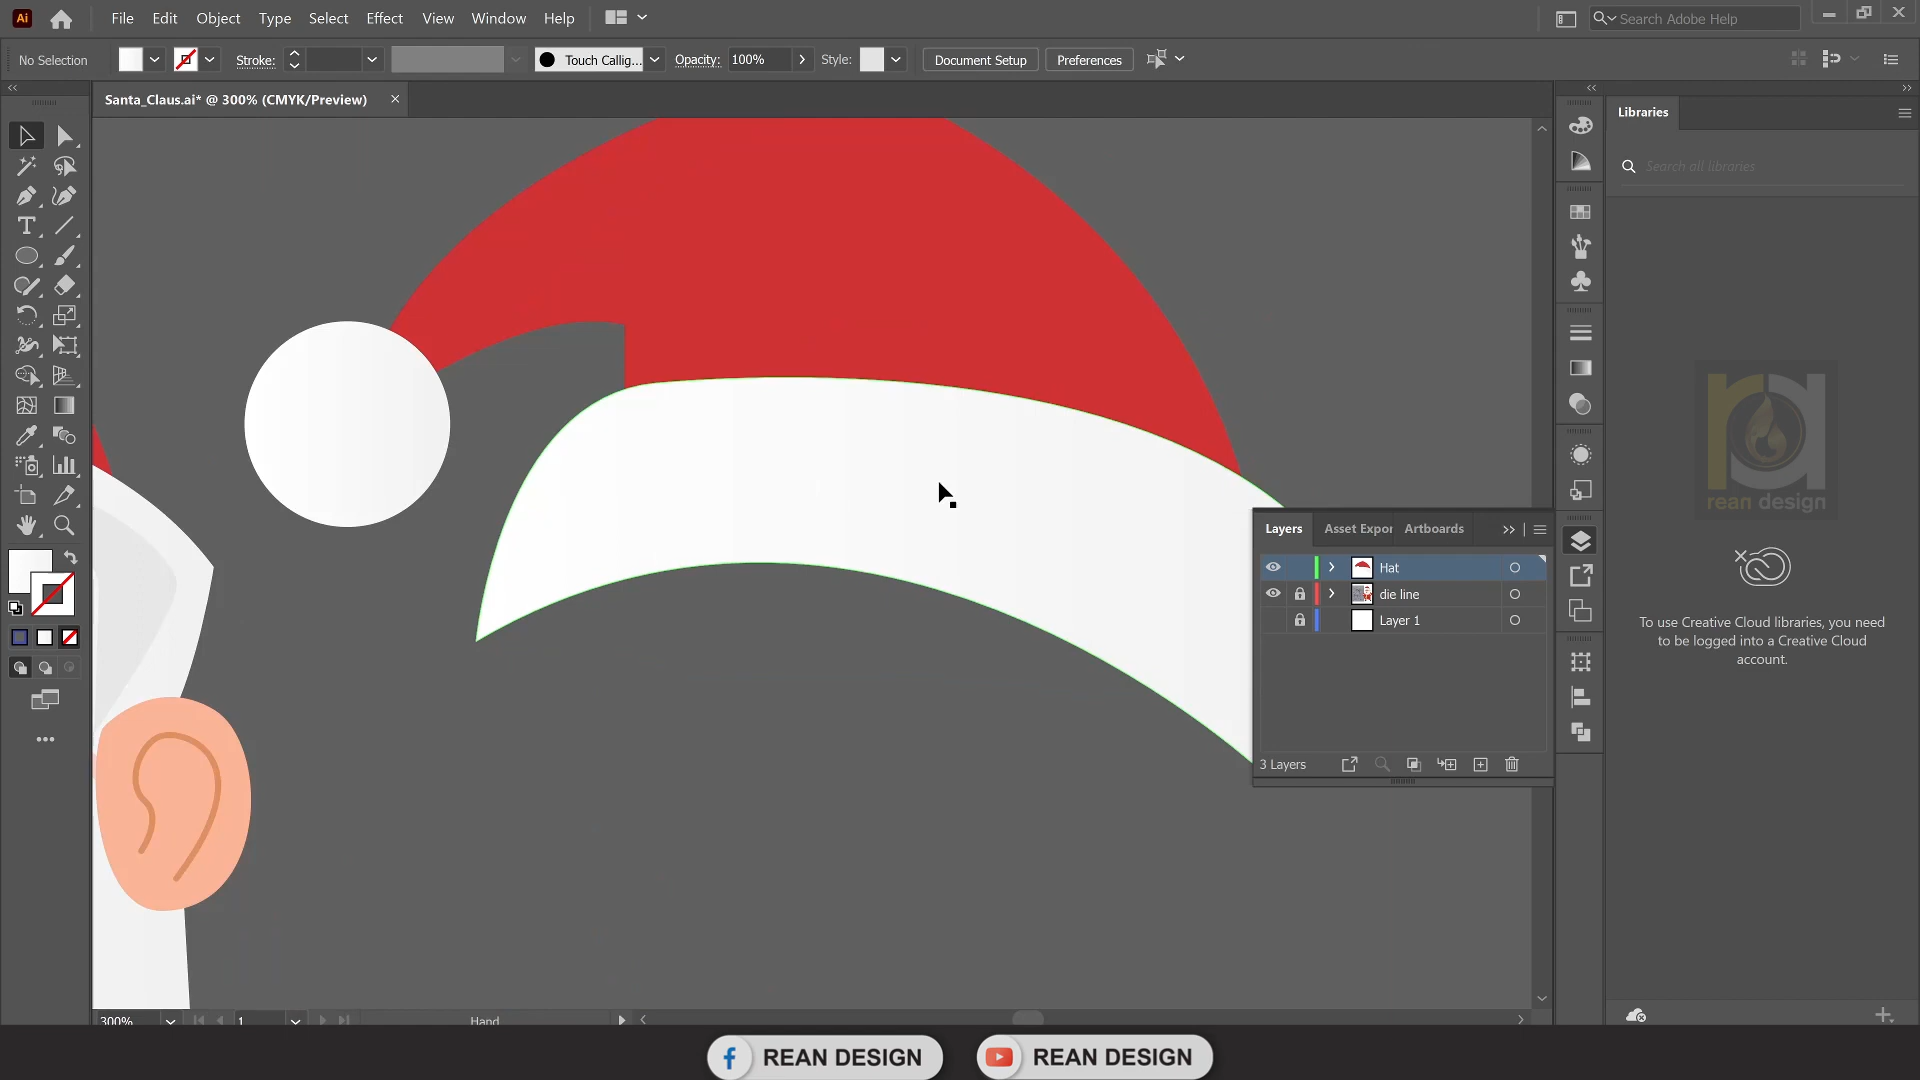 Ai File Edit Object Type Select Effect View Window Help Search Adobe Help
No Selection Stroke: Touch Callig... Opacity: 100% Style: Document Setup Preferences
Santa_Claus.ai* @ 300% (CMYK/Preview)
Libraries
Search all libraries
rean design
Layers Asset Expor Artboards
Hat
die line
Layer 1
3 Layers
To use Creative Cloud libraries, you need
to be logged into a Creative Cloud
account.
300% 1 Hand
REAN DESIGN REAN DESIGN